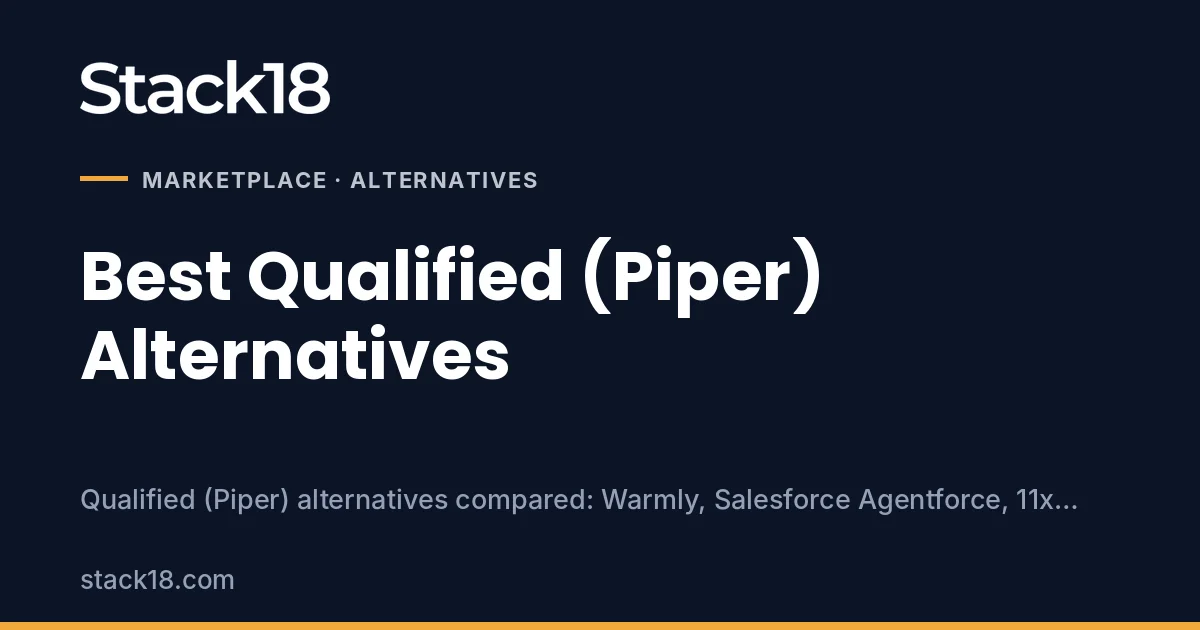 Stack18
MARKETPLACE · ALTERNATIVES
Best Qualified (Piper)
Alternatives
Qualified (Piper) alternatives compared: Warmly, Salesforce Agentforce, 11x...
stack18.com